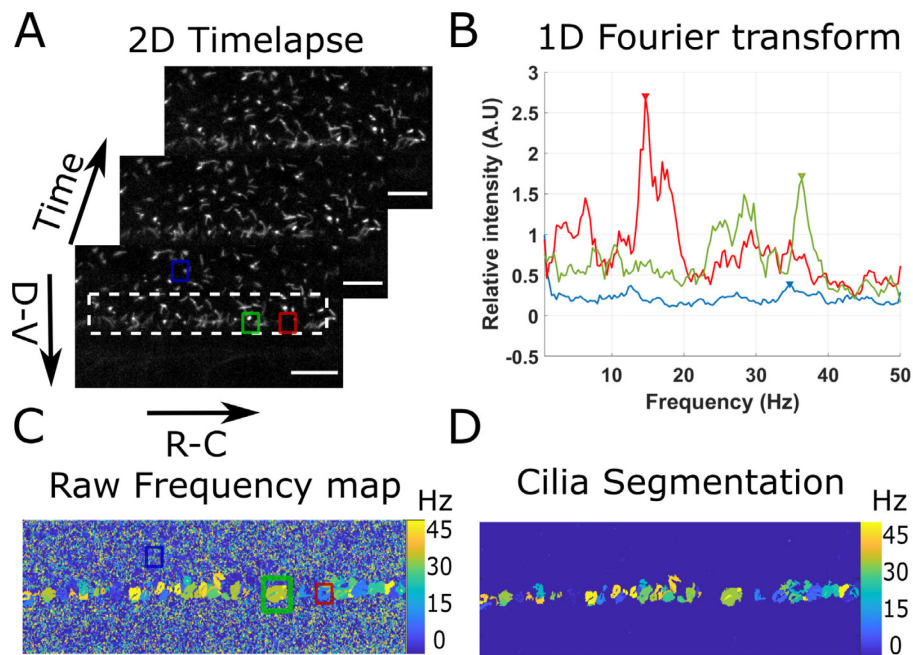 A
2D Timelapse
Time
D-V
R-C
B
1D Fourier transform
Relative intensity (A.U)
3
2.5
2
1.5
1
0.5
0
-0.5
10
20
30
40
50
Frequency (Hz)
C
Raw Frequency map
Hz
45
30
15
0
D
Cilia Segmentation
Hz
45
30
15
0